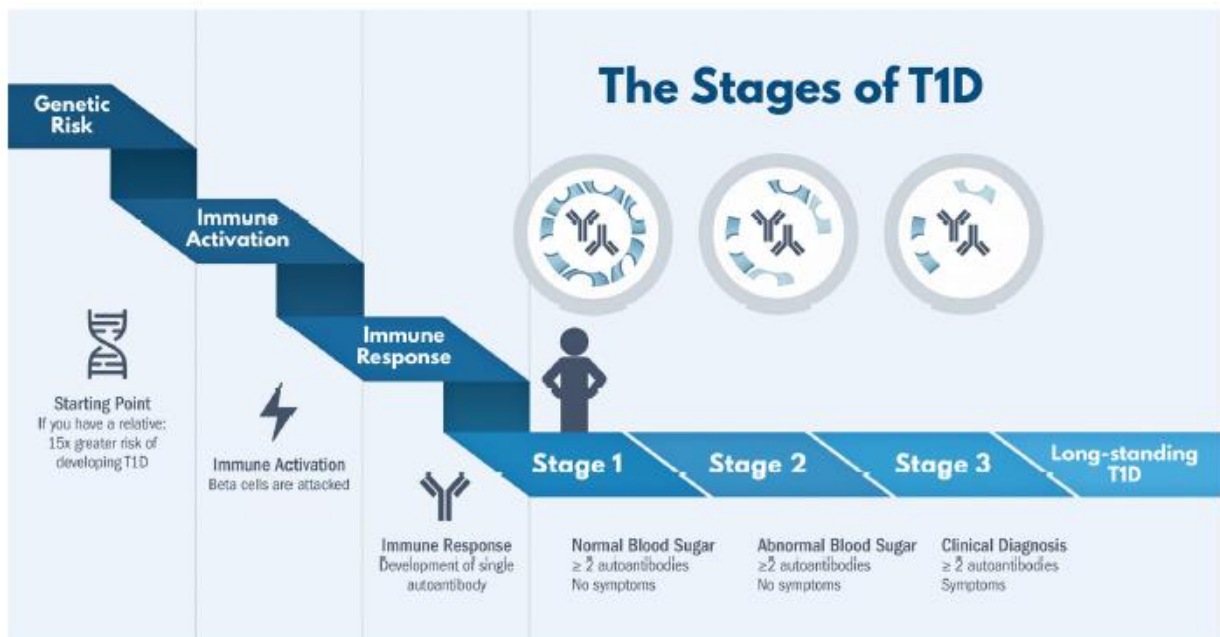 The Stages of T1D
Genetic
Risk
Immune
Activation
Immune
Response
Starting Point
If you have a relative:
15x greater risk of
developing T1D
Immune Activation
Beta cells are attacked
Immune Response
Development of single
autoantibody
Stage 1
Stage 2
Stage 3
Long-standing
T1D
Normal Blood Sugar
≥ 2 autoantibodies
No symptoms
Abnormal Blood Sugar
≥2 autoantibodies
No symptoms
Clinical Diagnosis
≥ 2 autoantibodies
Symptoms